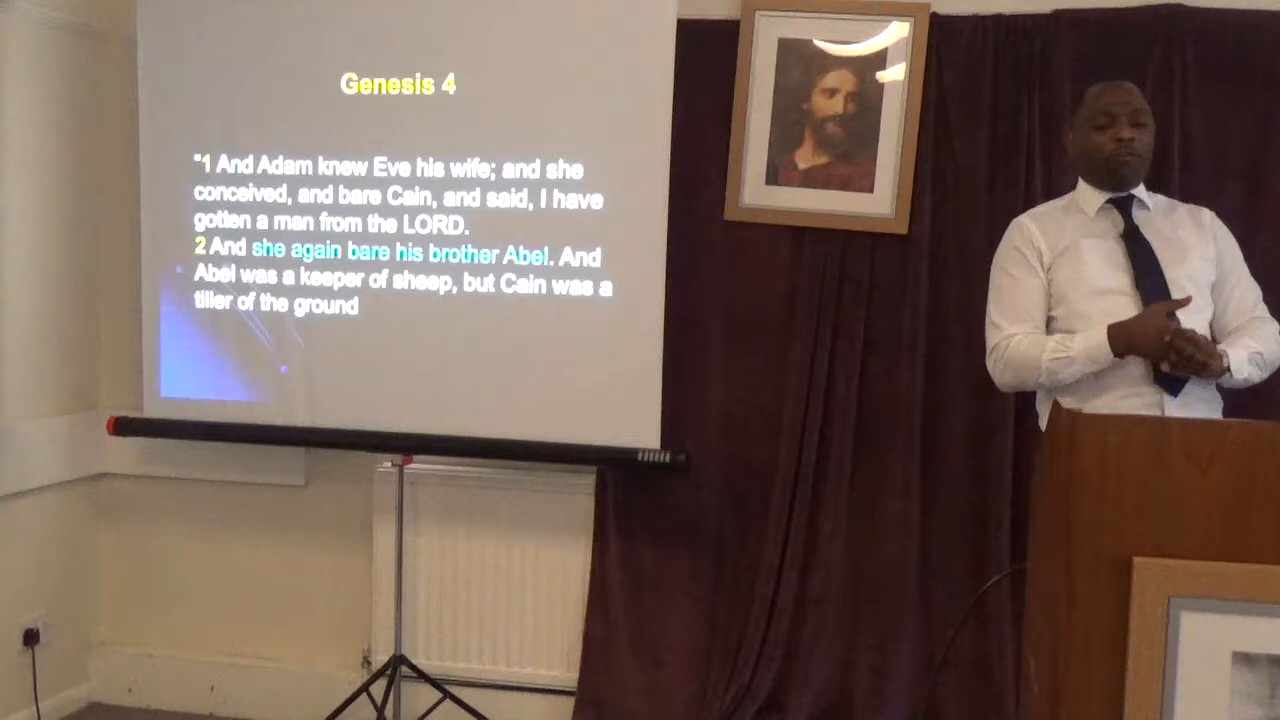 Genesis 4
"1 And Adam knew Eve his wife; and she
conceived, and bare Cain, and said, I have
gotten a man from the LORD.
2 And she again bare his brother Abel. And
Abel was a keeper of sheep, but Cain was a
tiller of the ground